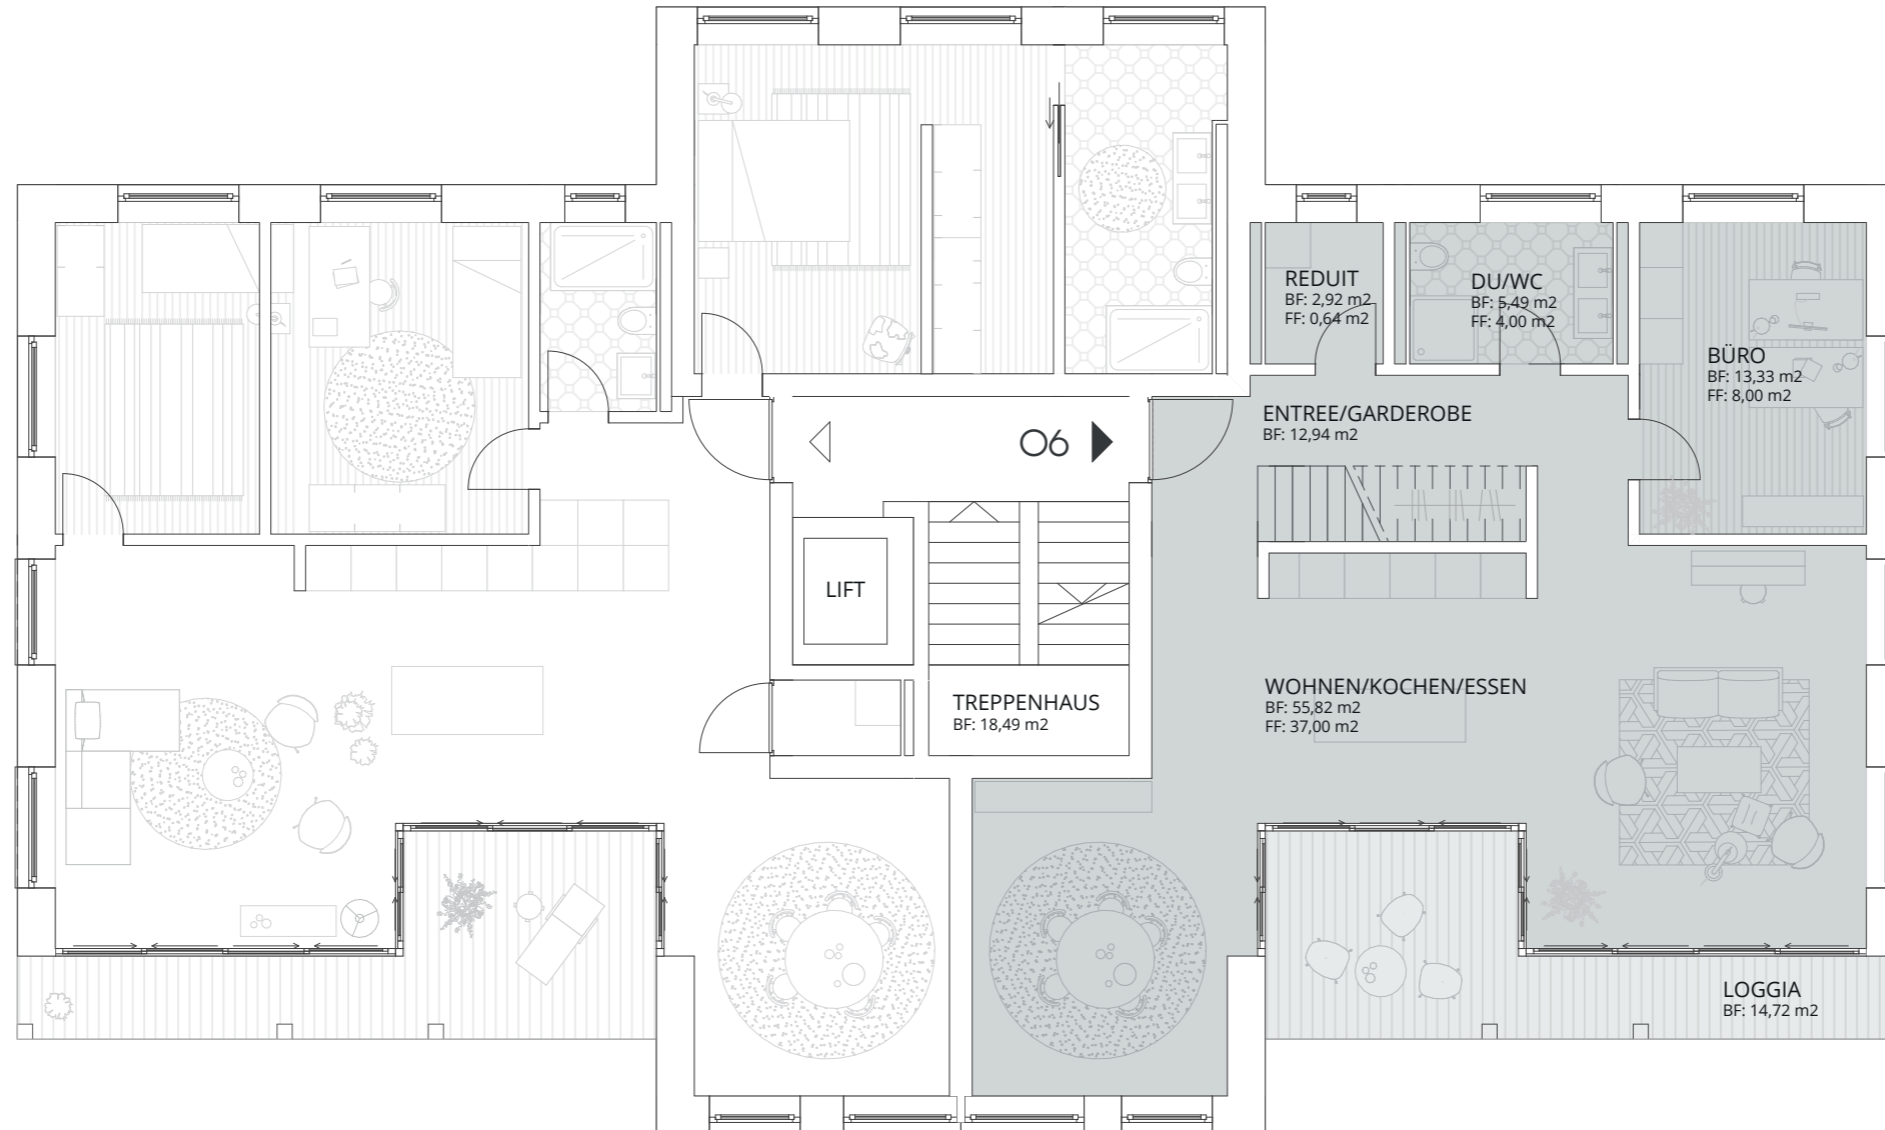 REDUIT
BF: 2,92 m2
FF: 0,64 m2
DU/WC
BF: 5,49 m2
FF: 4,00 m2
BÜRO
BF: 13,33 m2
FF: 8,00 m2
ENTREE/GARDEROBE
BF: 12,94 m2
06
LIFT
TREPPENHAUS
BF: 18,49 m2
WOHNEN/KOCHEN/ESSEN
BF: 55,82 m2
FF: 37,00 m2
LOGGIA
BF: 14,72 m2